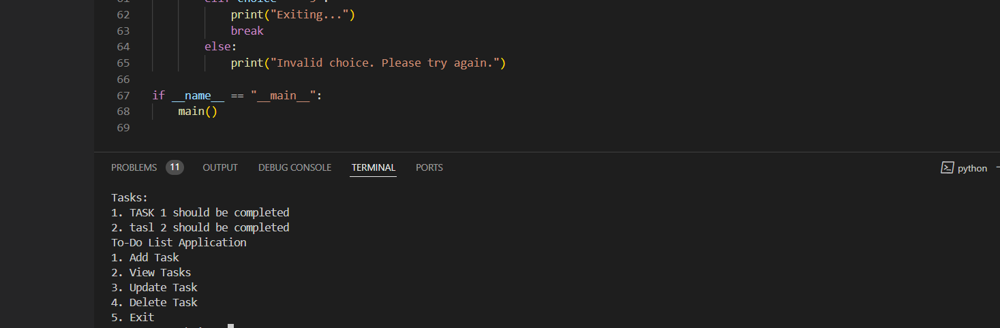 62 print("Exiting...")
63 break
64 else:
65 print("Invalid choice. Please try again.")
66
67 if __name__ == "__main__":
68 main()
69
PROBLEMS 11 OUTPUT DEBUG CONSOLE TERMINAL PORTS python
Tasks:
1. TASK 1 should be completed
2. tasl 2 should be completed
To-Do List Application
1. Add Task
2. View Tasks
3. Update Task
4. Delete Task
5. Exit